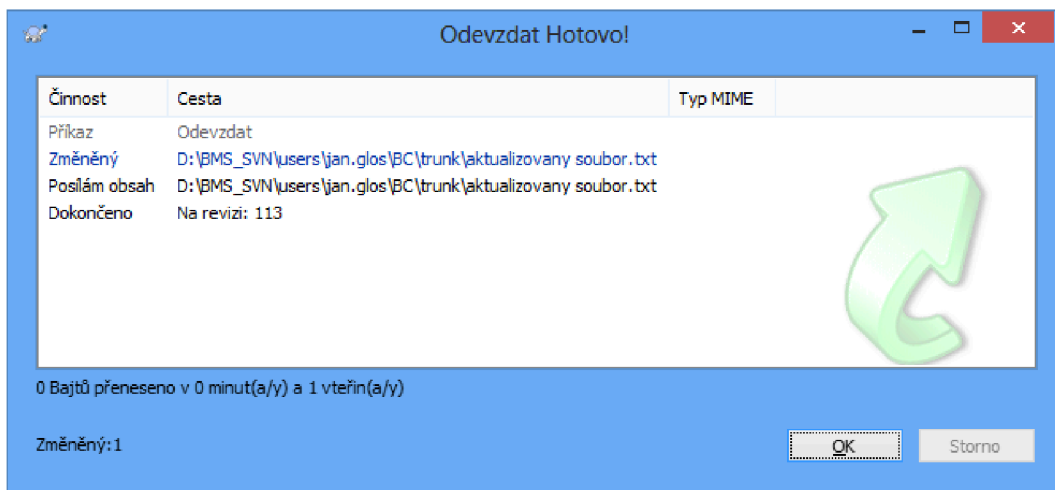 Odevzdat Hotovo!
Činnost Cesta Typ MIME
Příkaz Odevzdat
Změněný D:\BMS_SVN\users\jan.glos\BC\trunk\aktualizovany soubor.txt
Posílám obsah D:\BMS_SVN\users\jan.glos\BC\trunk\aktualizovany soubor.txt
Dokončeno Na revizi: 113
0 Bajtů přeneseno v 0 minut(a/y) a 1 vteřin(a/y)
Změněný:1
OK Storno